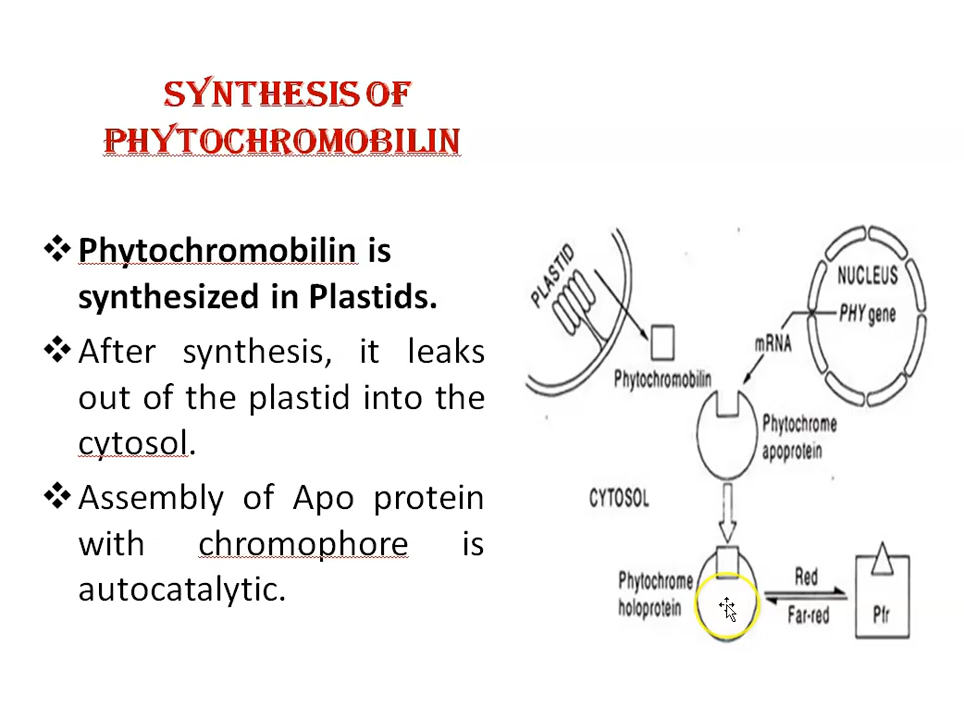 SYNTHESIS OF
PHYTOCHROMOBILIN
❖ Phytochromobilin is
synthesized in Plastids.
❖ After synthesis, it leaks
out of the plastid into the
cytosol.
❖ Assembly of Apo protein
with chromophore is
autocatalytic.
PLASTID
NUCLEUS
PHY gene
mRNA
Phytochromobilin
Phytochrome
apoprotein
CYTOSOL
Phytochrome
holoprotein
Red
Far-red
Pfr